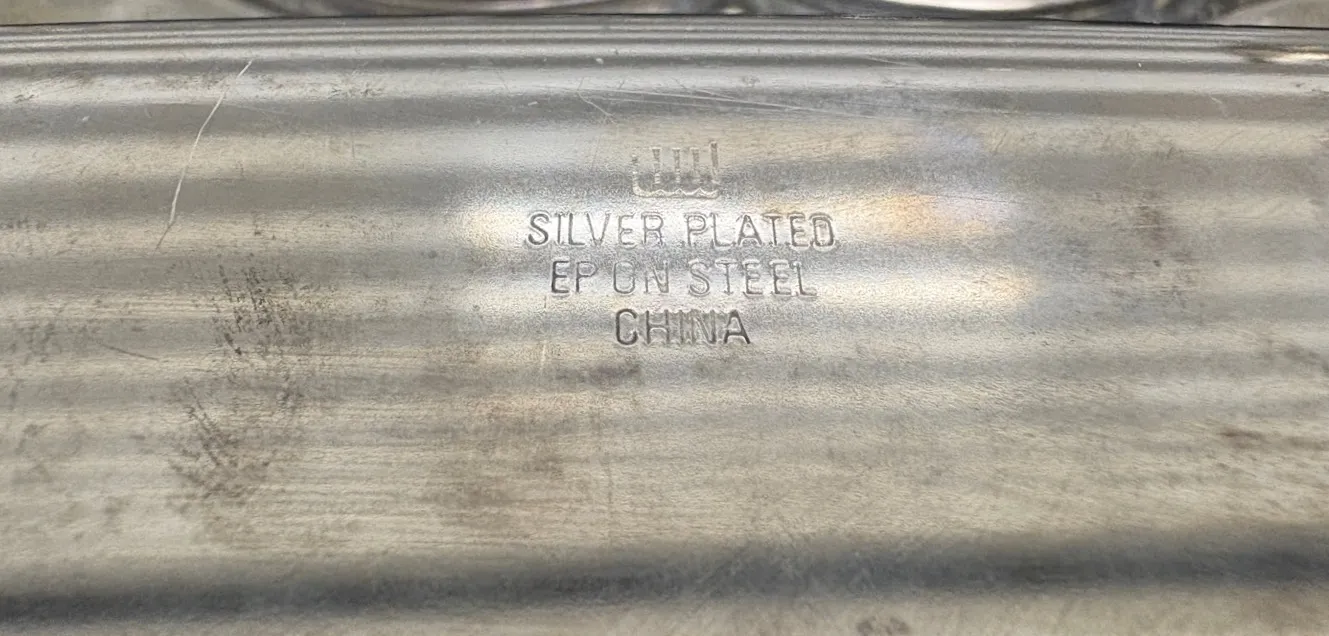 SILVER PLATED
EP ON STEEL
CHINA